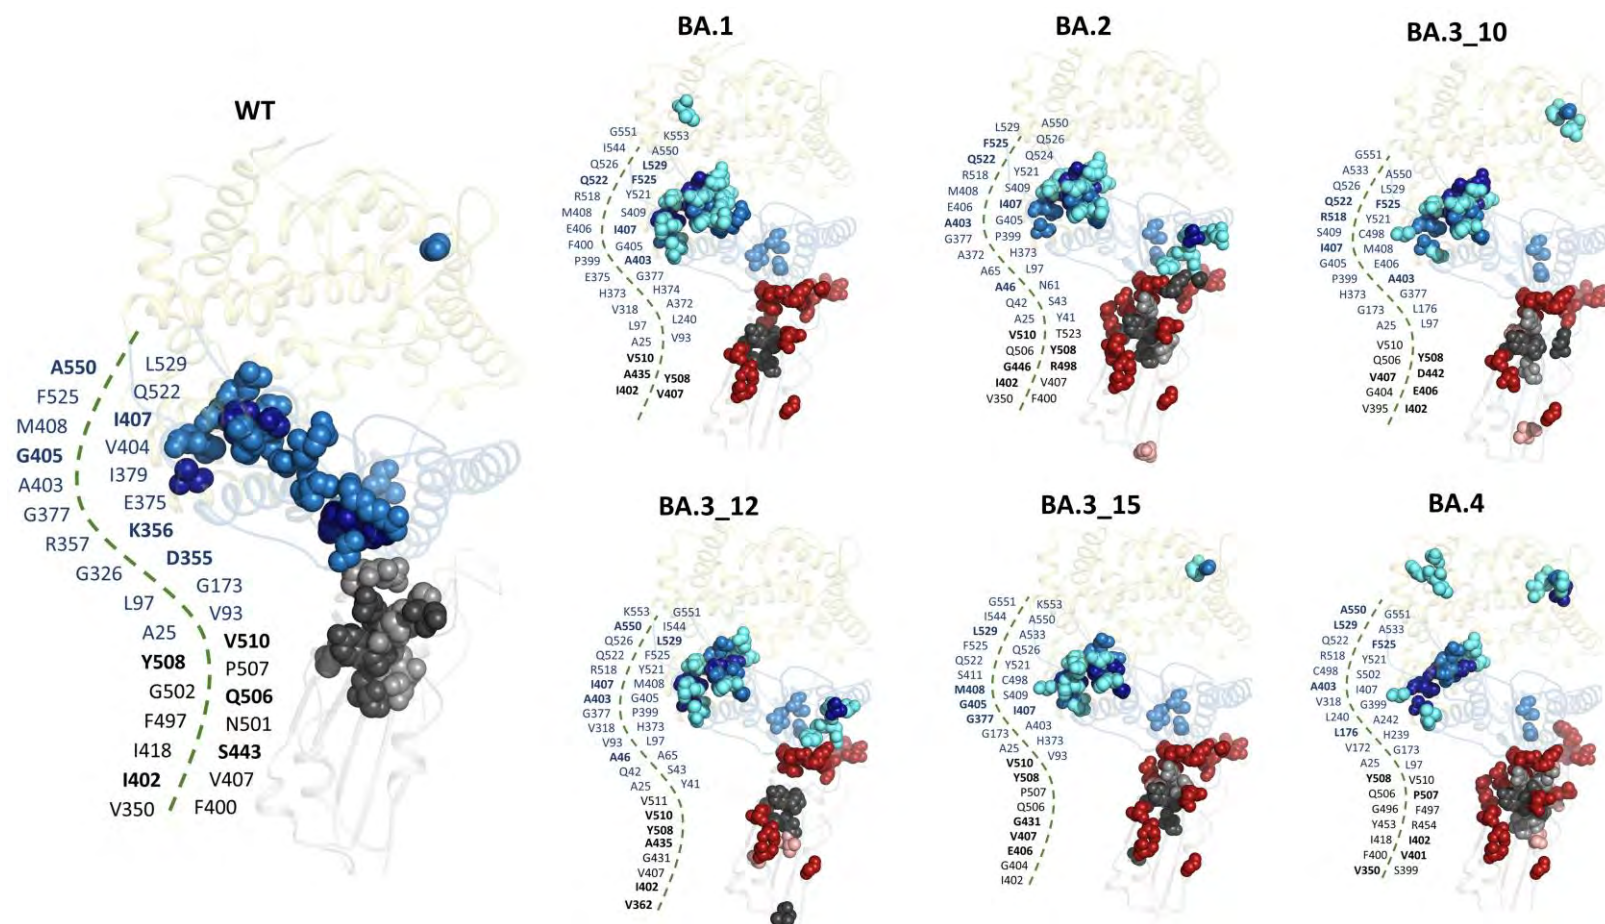 WT
A550
L529
F525
Q522
M408
I407
G405
V404
A403
I379
G377
E375
R357
K356
G326
D355
L97
G173
A25
V93
Y508
V510
G502
P507
F497
Q506
I418
N501
I402
S443
V350
V407
F400
BA.1
G551
K553
I544
A550
Q526
L529
Q522
F525
R518
Y521
M408
S409
E406
I407
F400
G405
P399
A403
E375
G377
H373
H374
V318
A372
L97
L240
A25
V93
V510
A435
Y508
I402
V407
BA.2
L529
A550
F525
Q526
Q522
Q524
R518
Y521
M408
S409
E406
I407
A403
G405
G377
P399
A372
H373
A65
L97
A46
N61
Q42
S43
A25
Y41
V510
T523
Q506
Y508
G446
R498
I402
V407
V350
F400
BA.3_10
G551
A533
A550
Q526
L529
Q522
F525
R518
Y521
S409
C498
I407
M408
G405
E406
P399
A403
H373
G377
G173
L176
A25
L97
V510
Q506
Y508
V407
D442
G404
E406
V395
I402
BA.3_12
K553
G551
A550
I544
Q526
L529
Q522
F525
R518
Y521
I407
M408
A403
G405
G377
P399
V318
H373
V93
L97
A46
A65
Q42
S43
A25
Y41
V511
V510
Y508
A435
G431
V407
I402
V362
BA.3_15
G551
K553
I544
A550
L529
A533
F525
Q526
Q522
Y521
S411
C498
M408
S409
G405
I407
G377
A403
G173
H373
A25
V93
V510
Y508
P507
Q506
G431
V407
E406
G404
I402
BA.4
A550
G551
L529
A533
Q522
F525
R518
Y521
C498
S502
A403
I407
V318
G399
L240
A242
L176
H239
V172
G173
A25
L97
Y508
V510
Q506
P507
G496
F497
Y453
R454
I418
I402
F400
V401
V350
S399